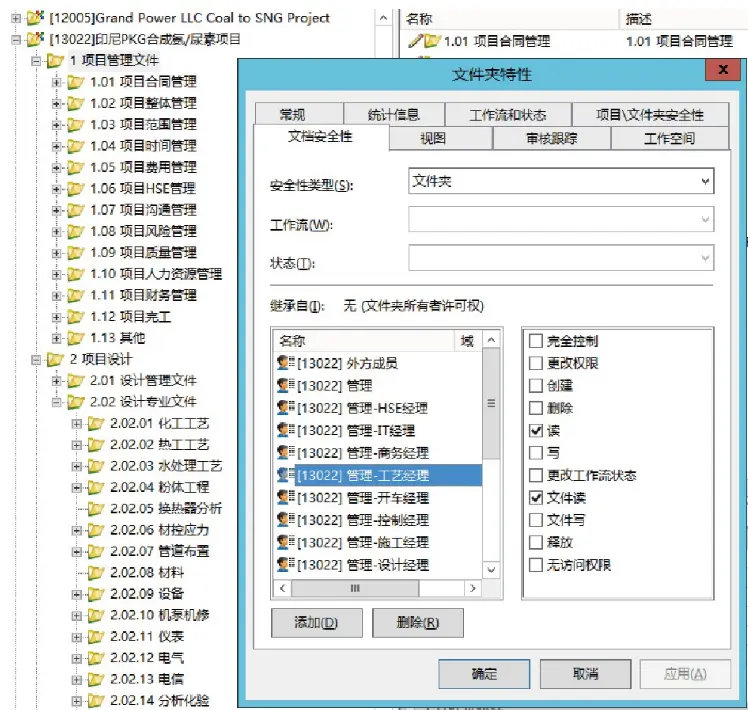 [12005]Grand Power LLC Coal to SNG Project
[13022]印尼PKG合成氨/尿素项目
1 项目管理文件
1.01 项目合同管理
1.02 项目整体管理
1.03 项目范围管理
1.04 项目时间管理
1.05 项目费用管理
1.06 项目HSE管理
1.07 项目沟通管理
1.08 项目风险管理
1.09 项目质量管理
1.10 项目人力资源管理
1.11 项目财务管理
1.12 项目完工
1.13 其他
2 项目设计
2.01 设计管理文件
2.02 设计专业文件
2.02.01 化工工艺
2.02.02 热工工艺
2.02.03 水处理工艺
2.02.04 粉体工程
2.02.05 换热器分析
2.02.06 材控应力
2.02.07 管道布置
2.02.08 材料
2.02.09 设备
2.02.10 机泵机修
2.02.11 仪表
2.02.12 电气
2.02.13 电信
2.02.14 分析化验
名称 描述
1.01 项目合同管理 1.01 项目合同管理
文件夹特性
常规 统计信息 工作流和状态 项目\文件夹安全性
文档安全性 视图 审核跟踪 工作空间
安全性类型(S): 文件夹
工作流(W):
状态(T):
继承自(I): 无 (文件夹所有者许可权)
名称 域
[13022] 外方成员
[13022] 管理
[13022] 管理-HSE经理
[13022] 管理-IT经理
[13022] 管理-商务经理
[13022] 管理-工艺经理
[13022] 管理-开车经理
[13022] 管理-控制经理
[13022] 管理-施工经理
[13022] 管理-设计经理
完全控制
更改权限
创建
删除
读
写
更改工作流状态
文件读
文件写
释放
无访问权限
添加(D) 删除(R)
确定 取消 应用(A)